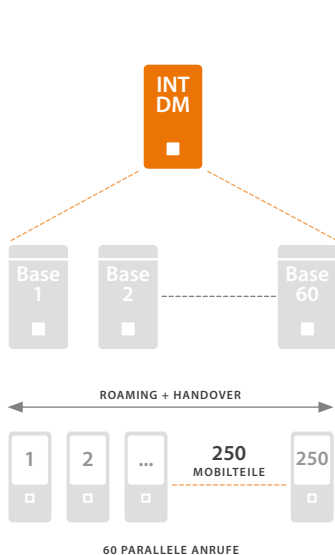 INT
DM
Base
1
Base
2
Base
60
ROAMING + HANDOVER
1
2
...
250
MOBILTEILE
250
60 PARALLELE ANRUFE